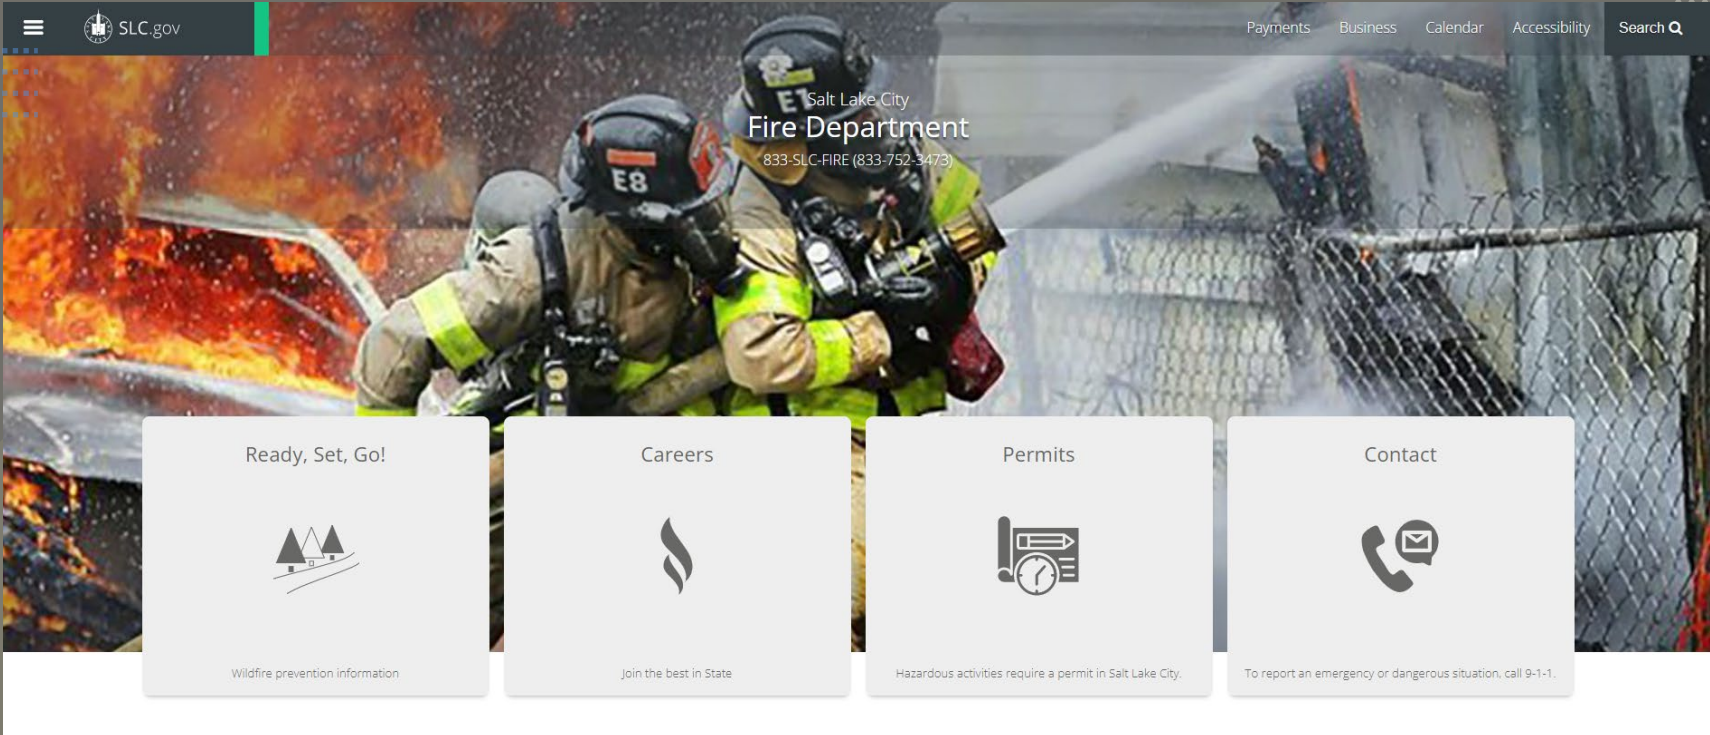 SLC.gov
Payments
Business
Calendar
Accessibility
Search
Salt Lake City
Fire Department
833-SLC-FIRE (833-752-3473)
E8
Ready, Set, Go!
Wildfire prevention information
Careers
Join the best in State
Permits
Hazardous activities require a permit in Salt Lake City.
Contact
To report an emergency or dangerous situation, call 9-1-1.